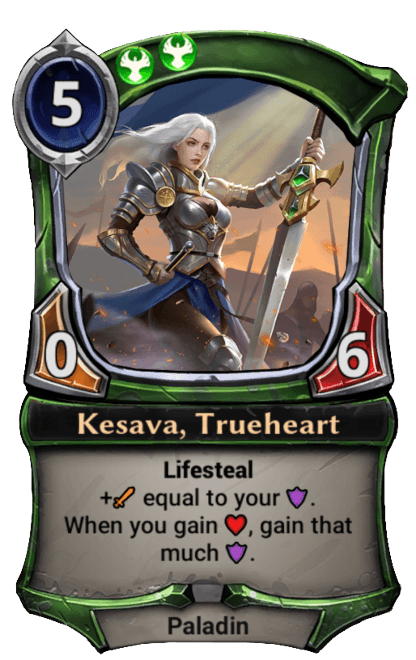 5
0
6
Kesava, Trueheart
Lifesteal
+ equal to your .
When you gain , gain that
much .
Paladin